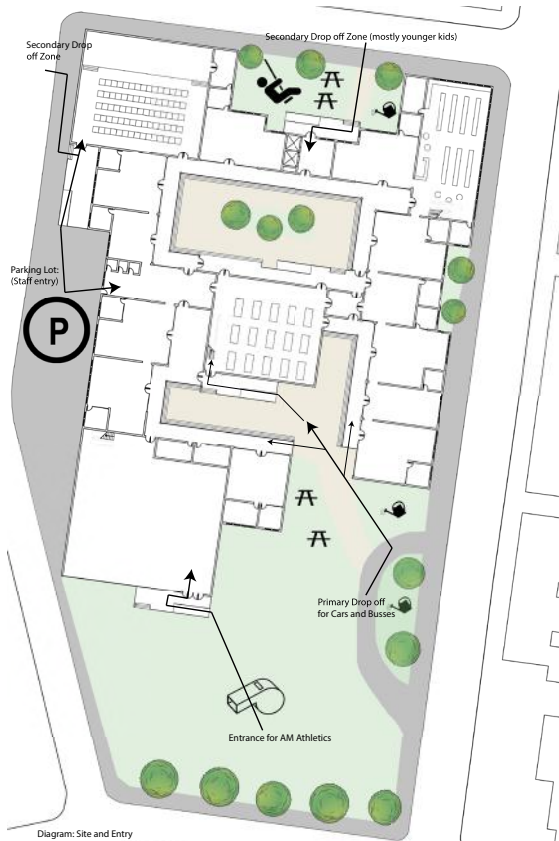 Secondary Drop off Zone (mostly younger kids)
Secondary Drop
off Zone
Parking Lot:
(Staff entry)
P
Primary Drop off
for Cars and Busses
Entrance for AM Athletics
Diagram: Site and Entry